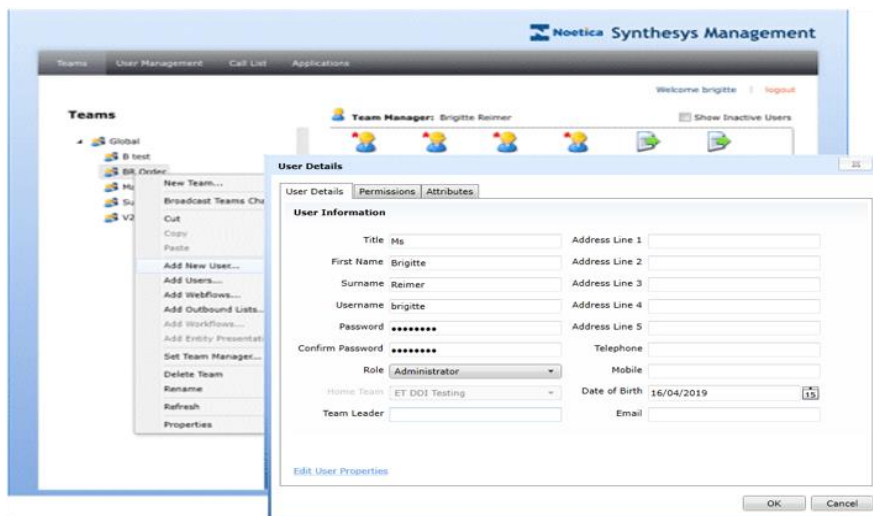 Noetica Synthesys Management
Teams User Management Call List Applications
Welcome brigitte | logout
Teams
Team Manager: Brigitte Reimer
Show Inactive Users
Global
B test
BR Order
V2
New Team...
Broadcast Teams Cha
Cut
Copy
Paste
Add New User...
Add Users...
Add Webflows...
Add Outbound Lists...
Add Workflows...
Add Entity Presentati
Set Team Manager...
Delete Team
Rename
Refresh
Properties
User Details
User Details Permissions Attributes
User Information
Title Ms
First Name Brigitte
Surname Reimer
Username brigitte
Password ••••••••
Confirm Password ••••••••
Role Administrator
Home Team ET DDI Testing
Team Leader
Address Line 1
Address Line 2
Address Line 3
Address Line 4
Address Line 5
Telephone
Mobile
Date of Birth 16/04/2019 15
Email
Edit User Properties
OK Cancel